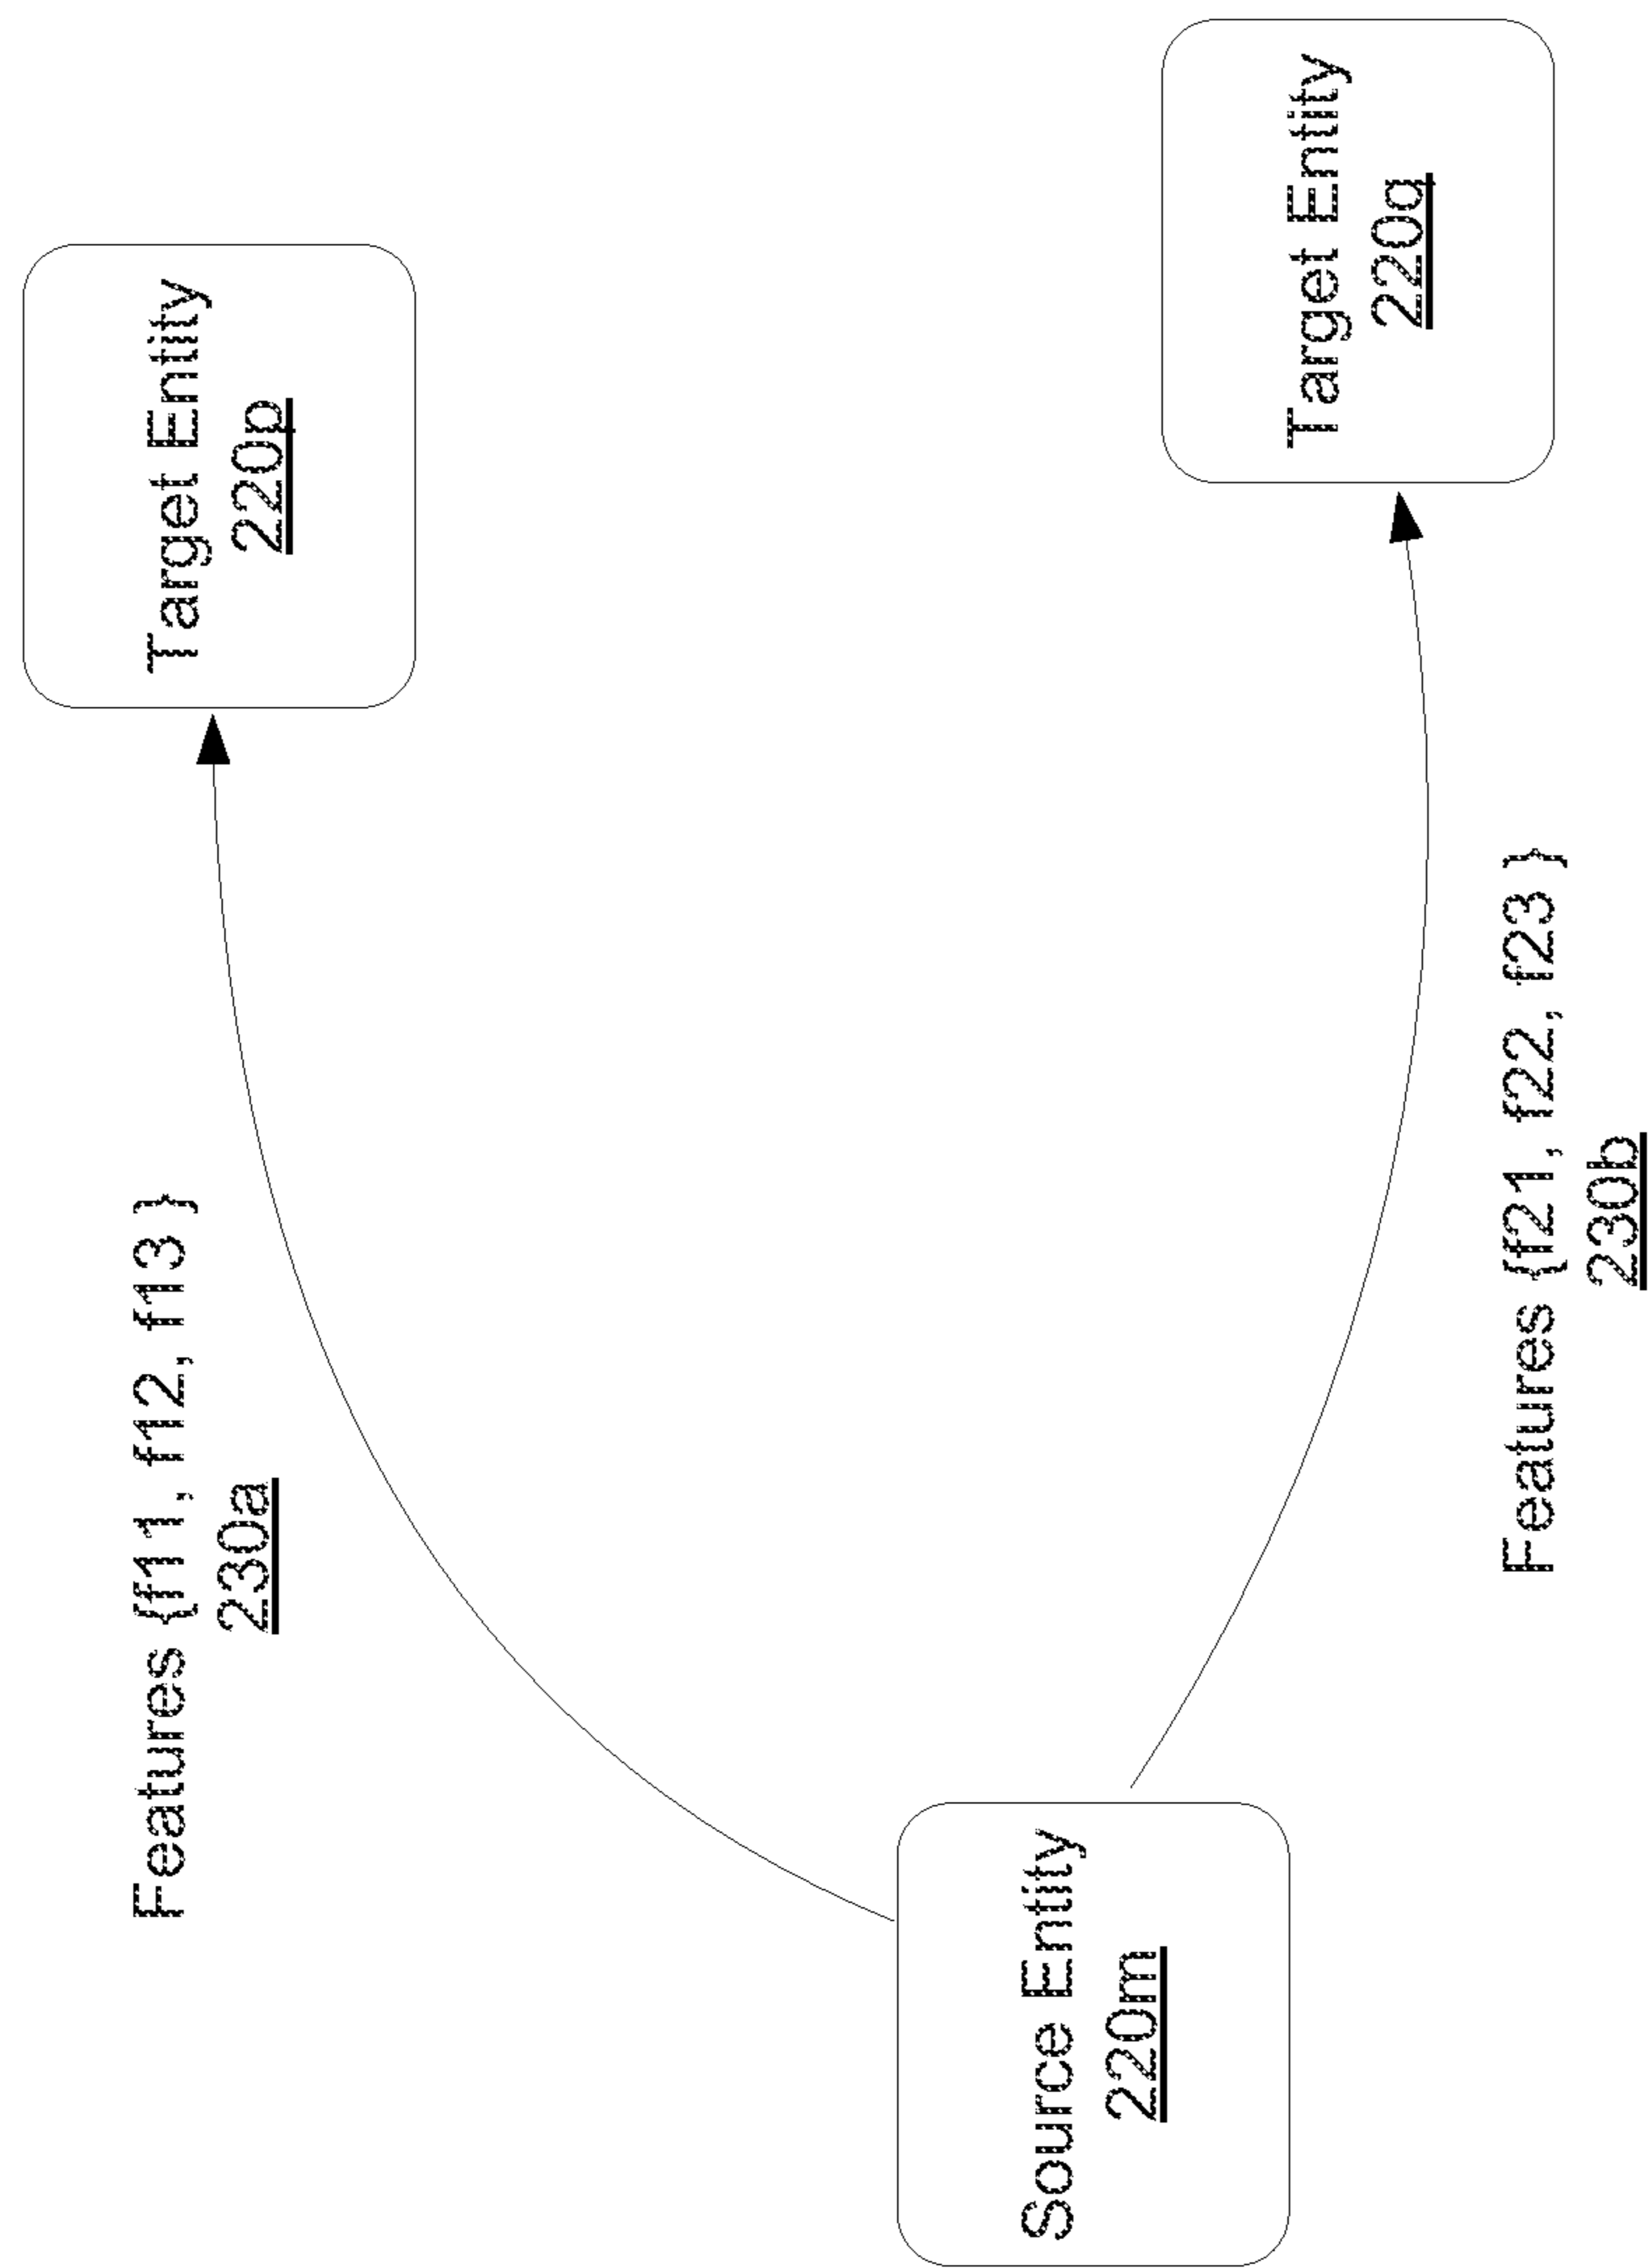 Features {f11, f12, f13 }
230a
Target Entity
220p
Source Entity
220m
Target Entity
220q
Features {f21, f22, f23 }
230b